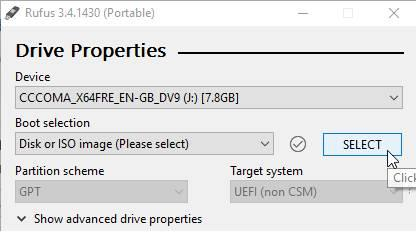 Rufus 3.4.1430 (Portable)
Drive Properties
Device
CCCOMA_X64FRE_EN-GB_DV9 (J:) [7.8GB]
Boot selection
Disk or ISO image (Please select)
SELECT
Click
Partition scheme
Target system
GPT
UEFI (non CSM)
Show advanced drive properties